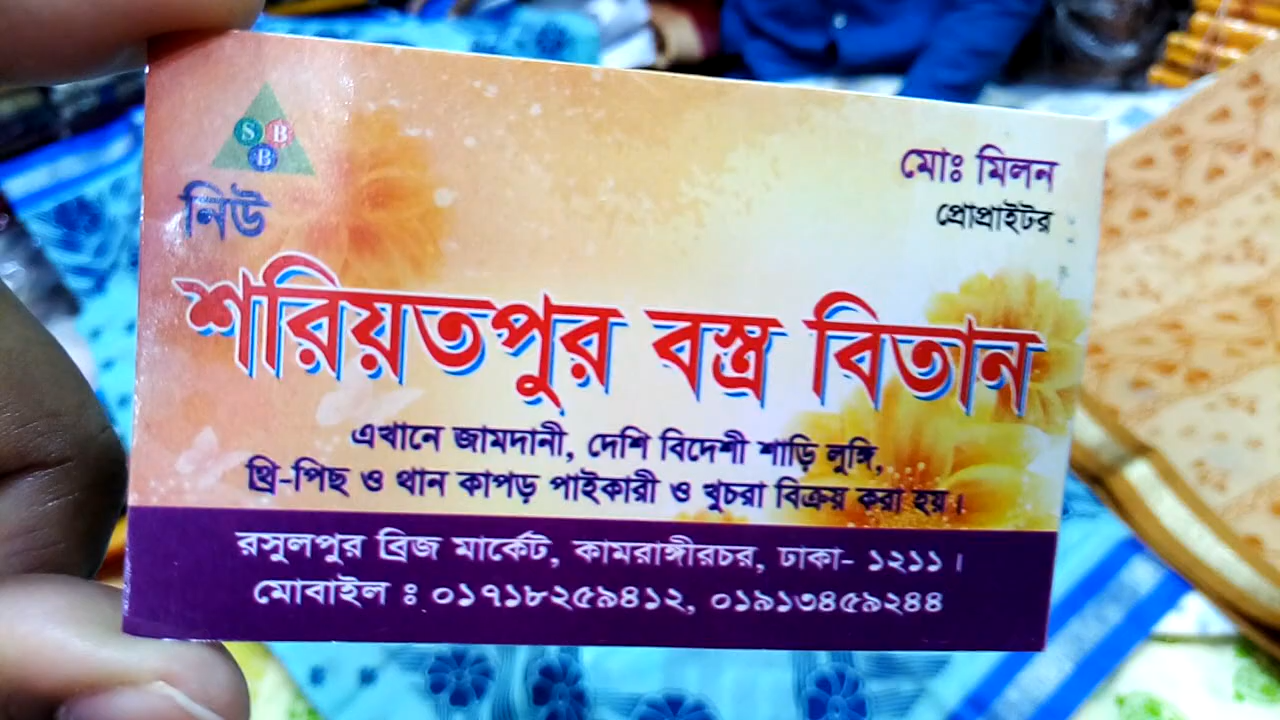 S B
B
নিউ
মোঃ মিলন
প্রোপ্রাইটর
শরিয়তপুর বস্ত্র বিতান
এখানে জামদানী, দেশি বিদেশী শাড়ি লুঙ্গি,
থ্রি-পিছ ও থান কাপড় পাইকারী ও খুচরা বিক্রয় করা হয়।
রসুলপুর ব্রিজ মার্কেট, কামরাঙ্গীরচর, ঢাকা- ১২১১।
মোবাইল ঃ ০১৭১৮২৫৯৪১২, ০১৯১৩৪৫৯২৪৪